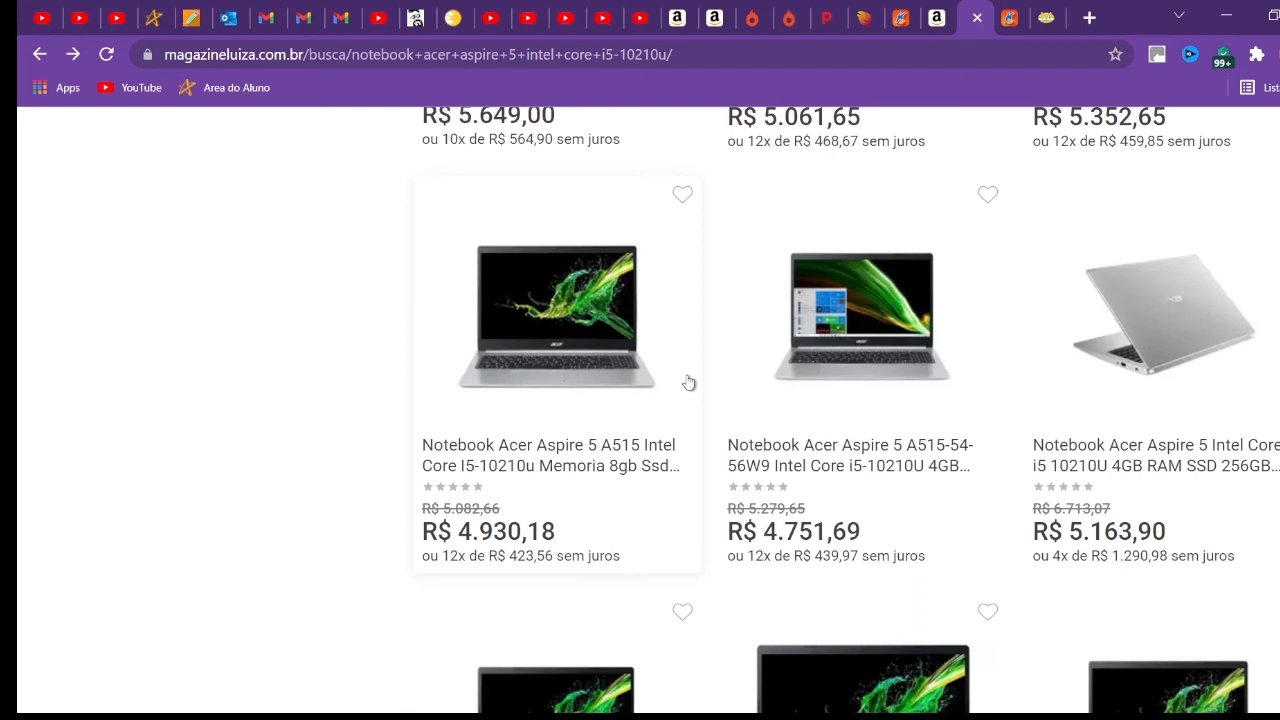 magazineluiza.com.br/busca/notebook+acer+aspire+5+intel+core+i5-10210u/
99+
Apps
YouTube
Area do Aluno
List
R$ 5.649,00
ou 10x de R$ 564,90 sem juros
R$ 5.061,65
ou 12x de R$ 468,67 sem juros
R$ 5.352,65
ou 12x de R$ 459,85 sem juros
Notebook Acer Aspire 5 A515 Intel
Core I5-10210u Memoria 8gb Ssd...
R$ 5.082,66
R$ 4.930,18
ou 12x de R$ 423,56 sem juros
Notebook Acer Aspire 5 A515-54-
56W9 Intel Core i5-10210U 4GB...
R$ 5.279,65
R$ 4.751,69
ou 12x de R$ 439,97 sem juros
Notebook Acer Aspire 5 Intel Core
i5 10210U 4GB RAM SSD 256GB...
R$ 6.713,07
R$ 5.163,90
ou 4x de R$ 1.290,98 sem juros